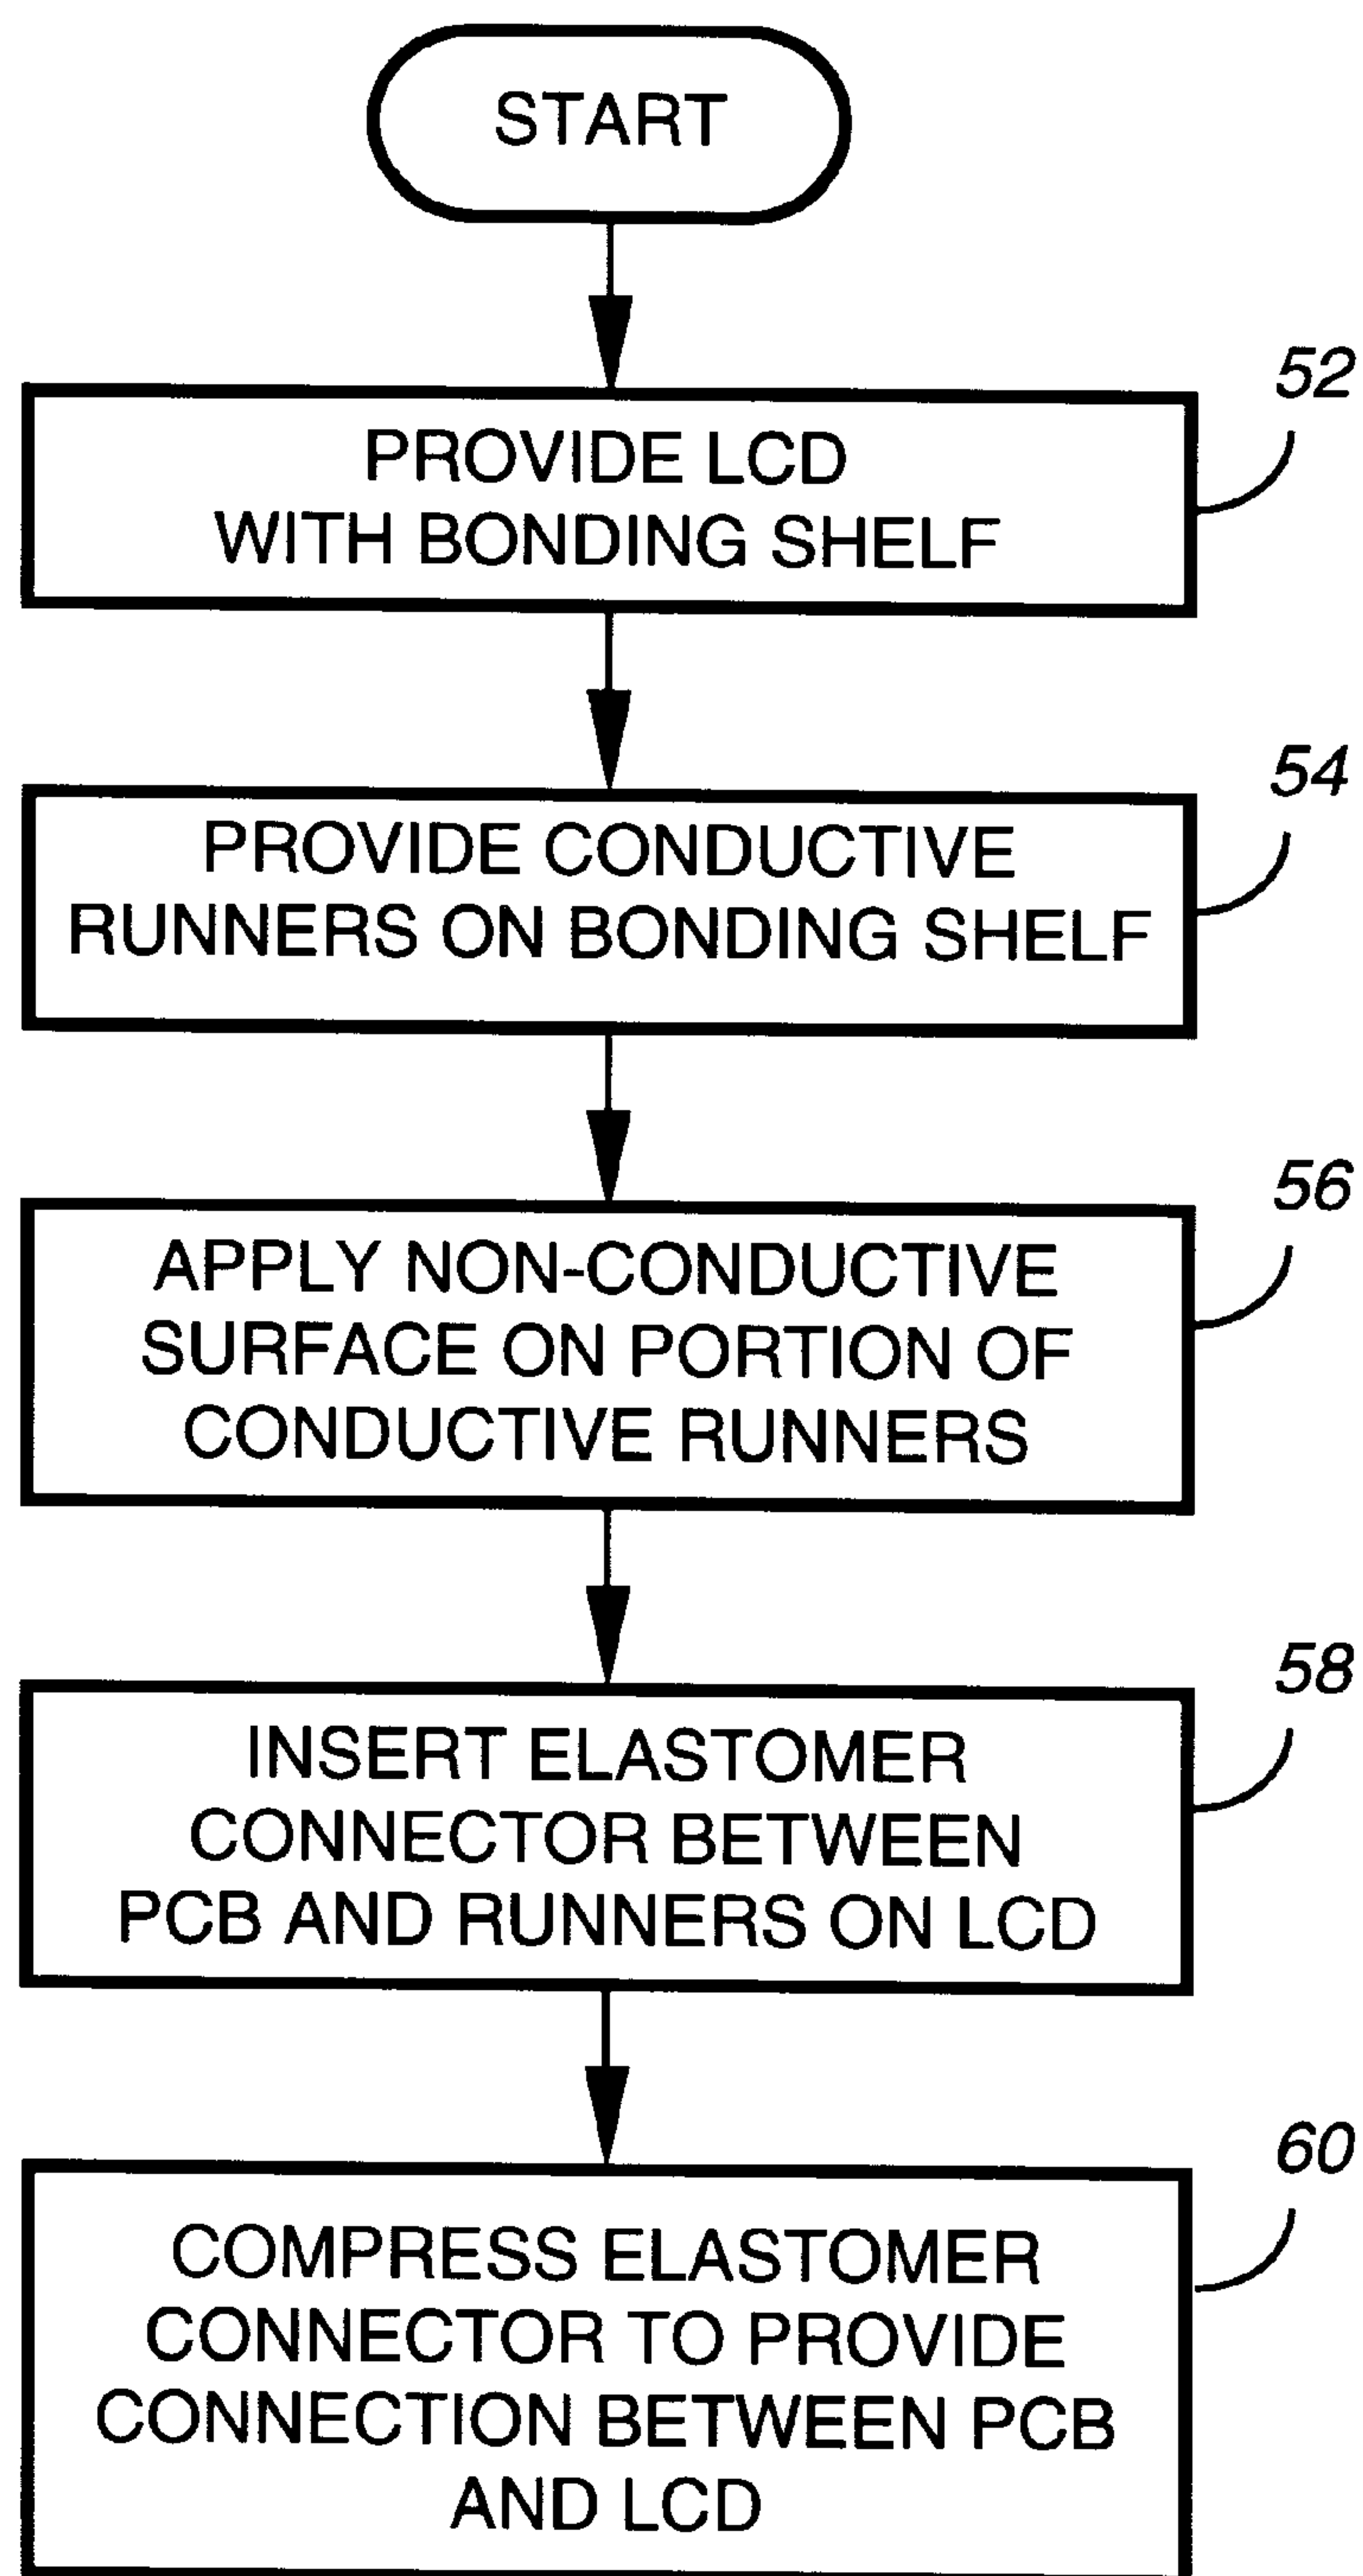 START
52
PROVIDE LCD
WITH BONDING SHELF
54
PROVIDE CONDUCTIVE
RUNNERS ON BONDING SHELF
56
APPLY NON-CONDUCTIVE
SURFACE ON PORTION OF
CONDUCTIVE RUNNERS
58
INSERT ELASTOMER
CONNECTOR BETWEEN
PCB AND RUNNERS ON LCD
60
COMPRESS ELASTOMER
CONNECTOR TO PROVIDE
CONNECTION BETWEEN PCB
AND LCD